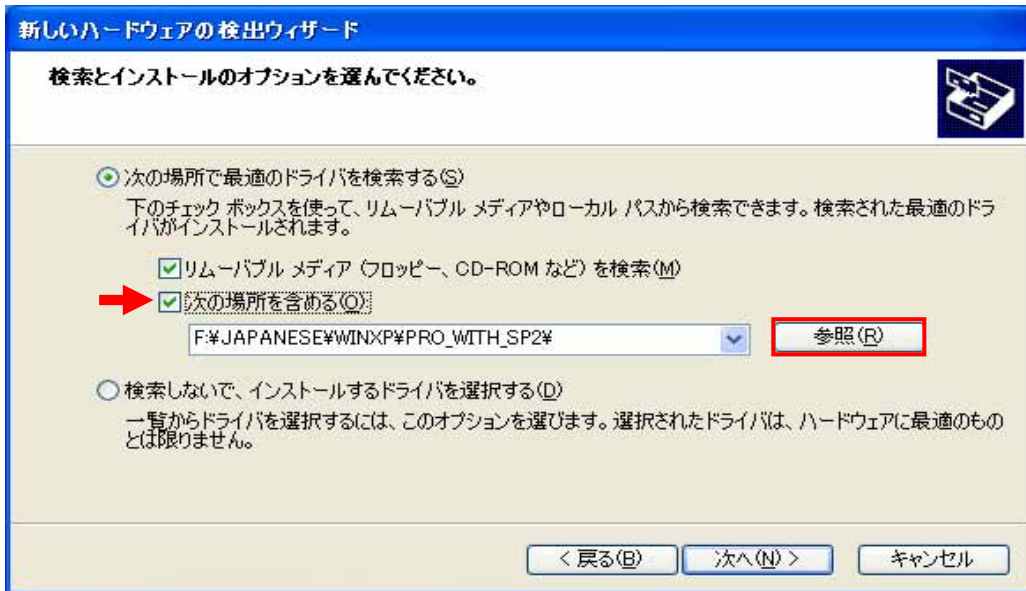 新しいハードウェアの検出ウィザード
検索とインストールのオプションを選んでください。
次の場所で最適のドライバを検索する(S)
下のチェック ボックスを使って、リムーバブル メディアやローカル パスから検索できます。検索された最適のドラ
イバがインストールされます。
リムーバブル メディア (フロッピー、CD-ROM など) を検索(M)
次の場所を含める(O):
F:¥JAPANESE¥WINXP¥PRO_WITH_SP2¥
参照(R)
検索しないで、インストールするドライバを選択する(D)
一覧からドライバを選択するには、このオプションを選びます。選択されたドライバは、ハードウェアに最適のもの
とは限りません。
< 戻る(B) 次へ(N) > キャンセル